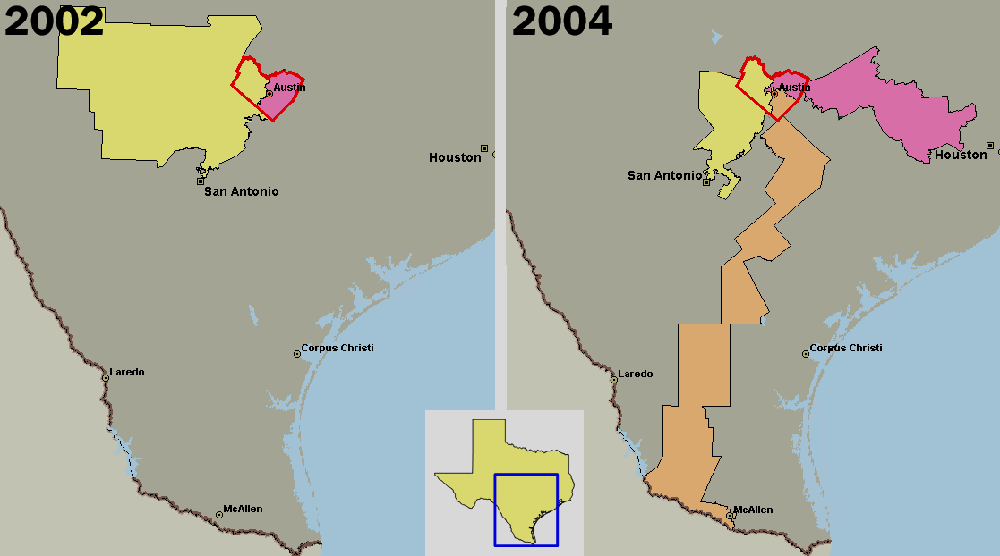 2002
Austin
Houston
San Antonio
Corpus Christi
Laredo
McAllen
2004
Austin
Houston
San Antonio
Corpus Christi
Laredo
McAllen